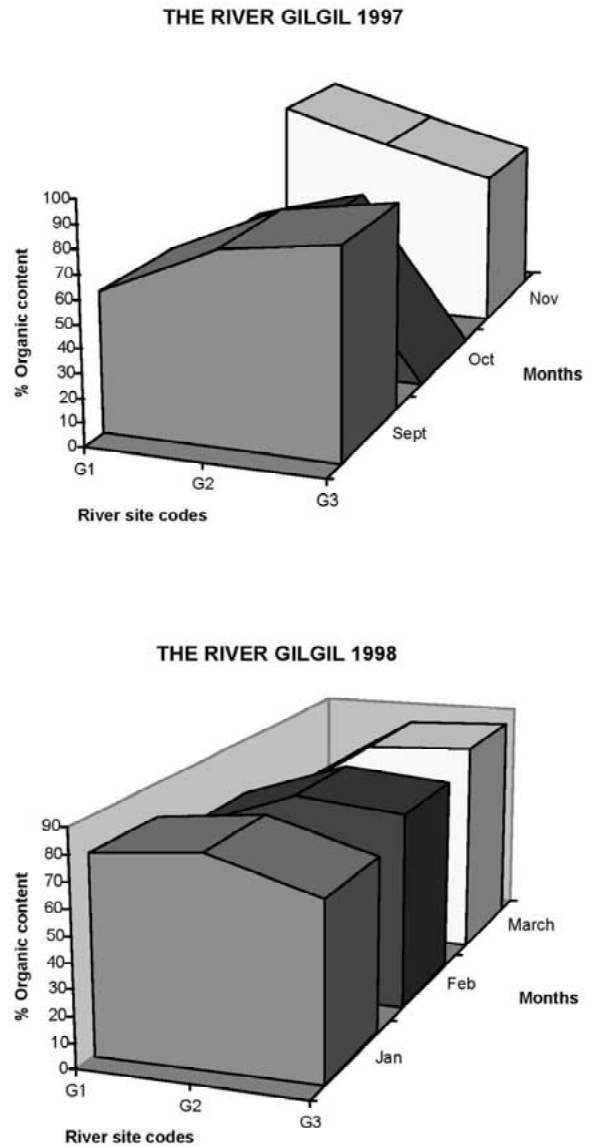 THE RIVER GILGIL 1997
100
90
80
70
60
50
40
30
20
10
0
% Organic content
G1
G2
G3
River site codes
Sept
Oct
Nov
Months
THE RIVER GILGIL 1998
90
80
70
60
50
40
30
20
10
0
% Organic content
G1
G2
G3
River site codes
Jan
Feb
March
Months